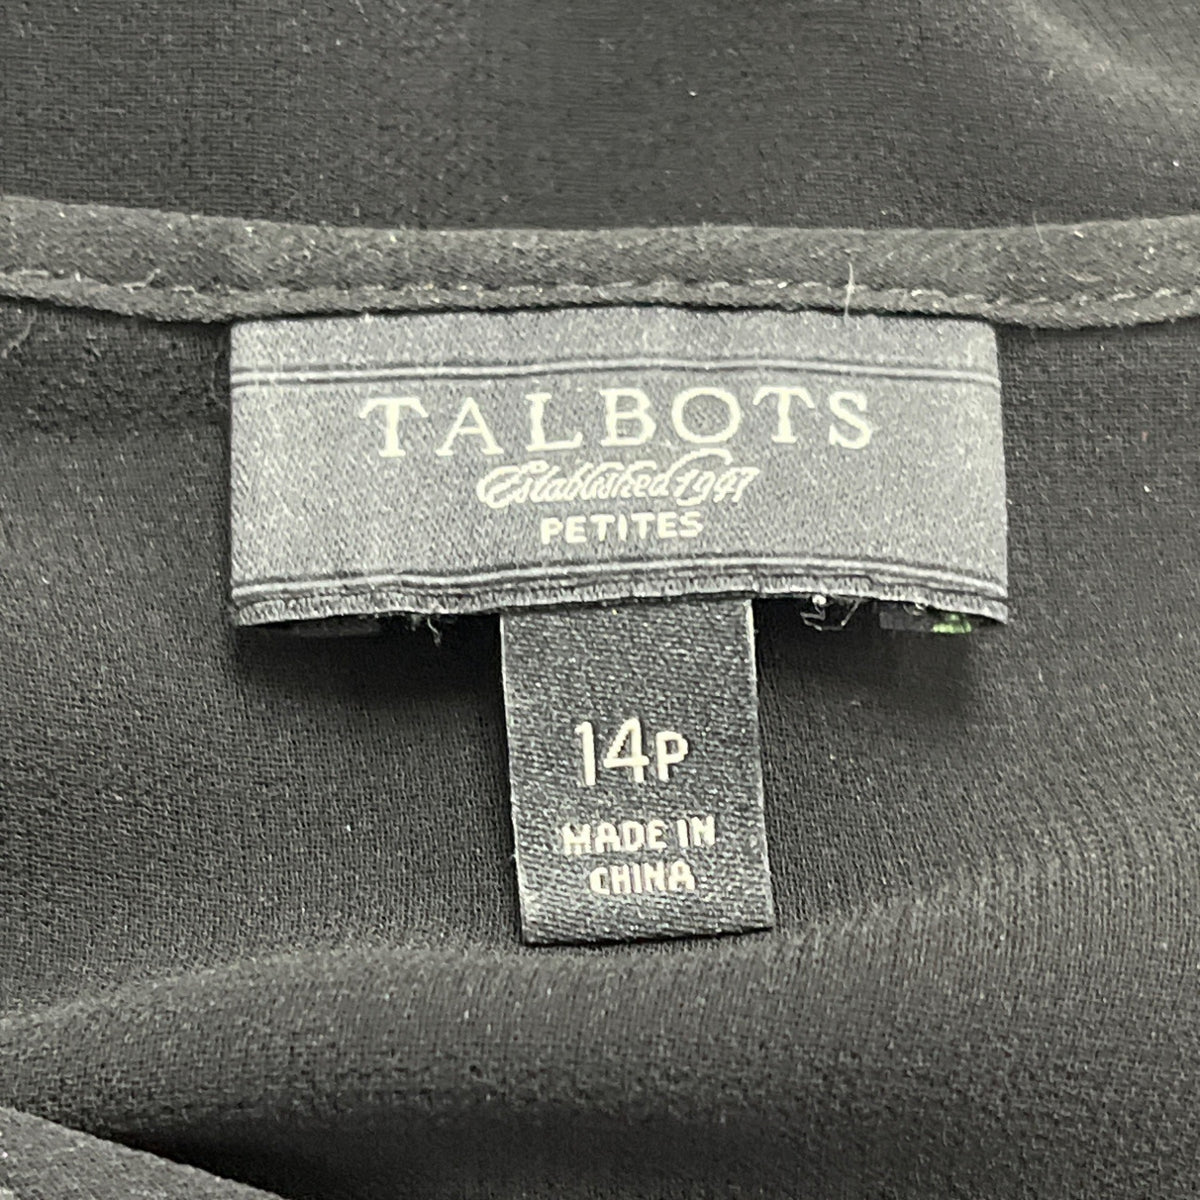 TALBOTS
Established 1947
PETITES
14P
MADE IN
CHINA